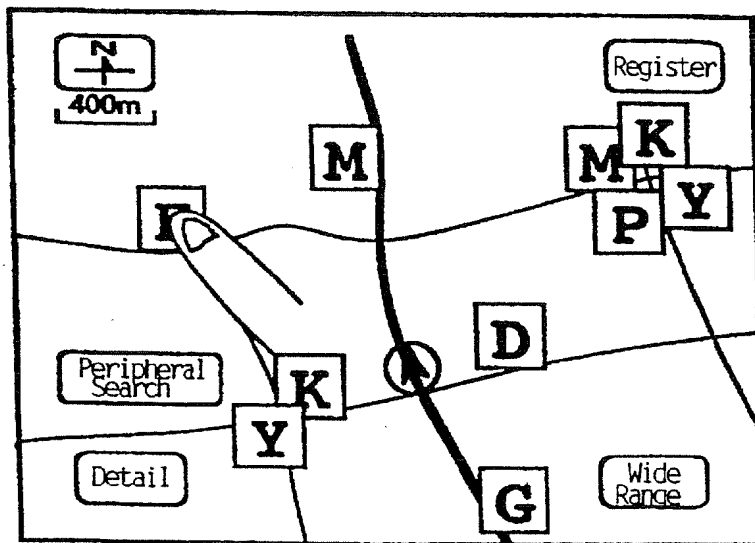 N
400m
Register
M
M
K
Y
P
D
K
Y
G
Peripheral
Search
Detail
Wide
Range